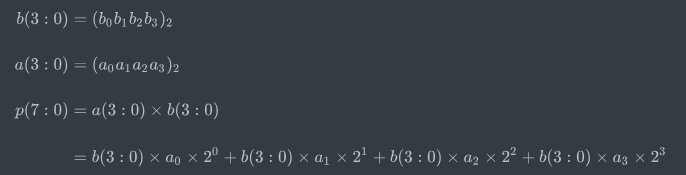 b(3 : 0) = (b₀b₁b₂b₃)₂
a(3 : 0) = (a₀a₁a₂a₃)₂
p(7 : 0) = a(3 : 0) × b(3 : 0)
= b(3 : 0) × a₀ × 2⁰ + b(3 : 0) × a₁ × 2¹ + b(3 : 0) × a₂ × 2² + b(3 : 0) × a₃ × 2³